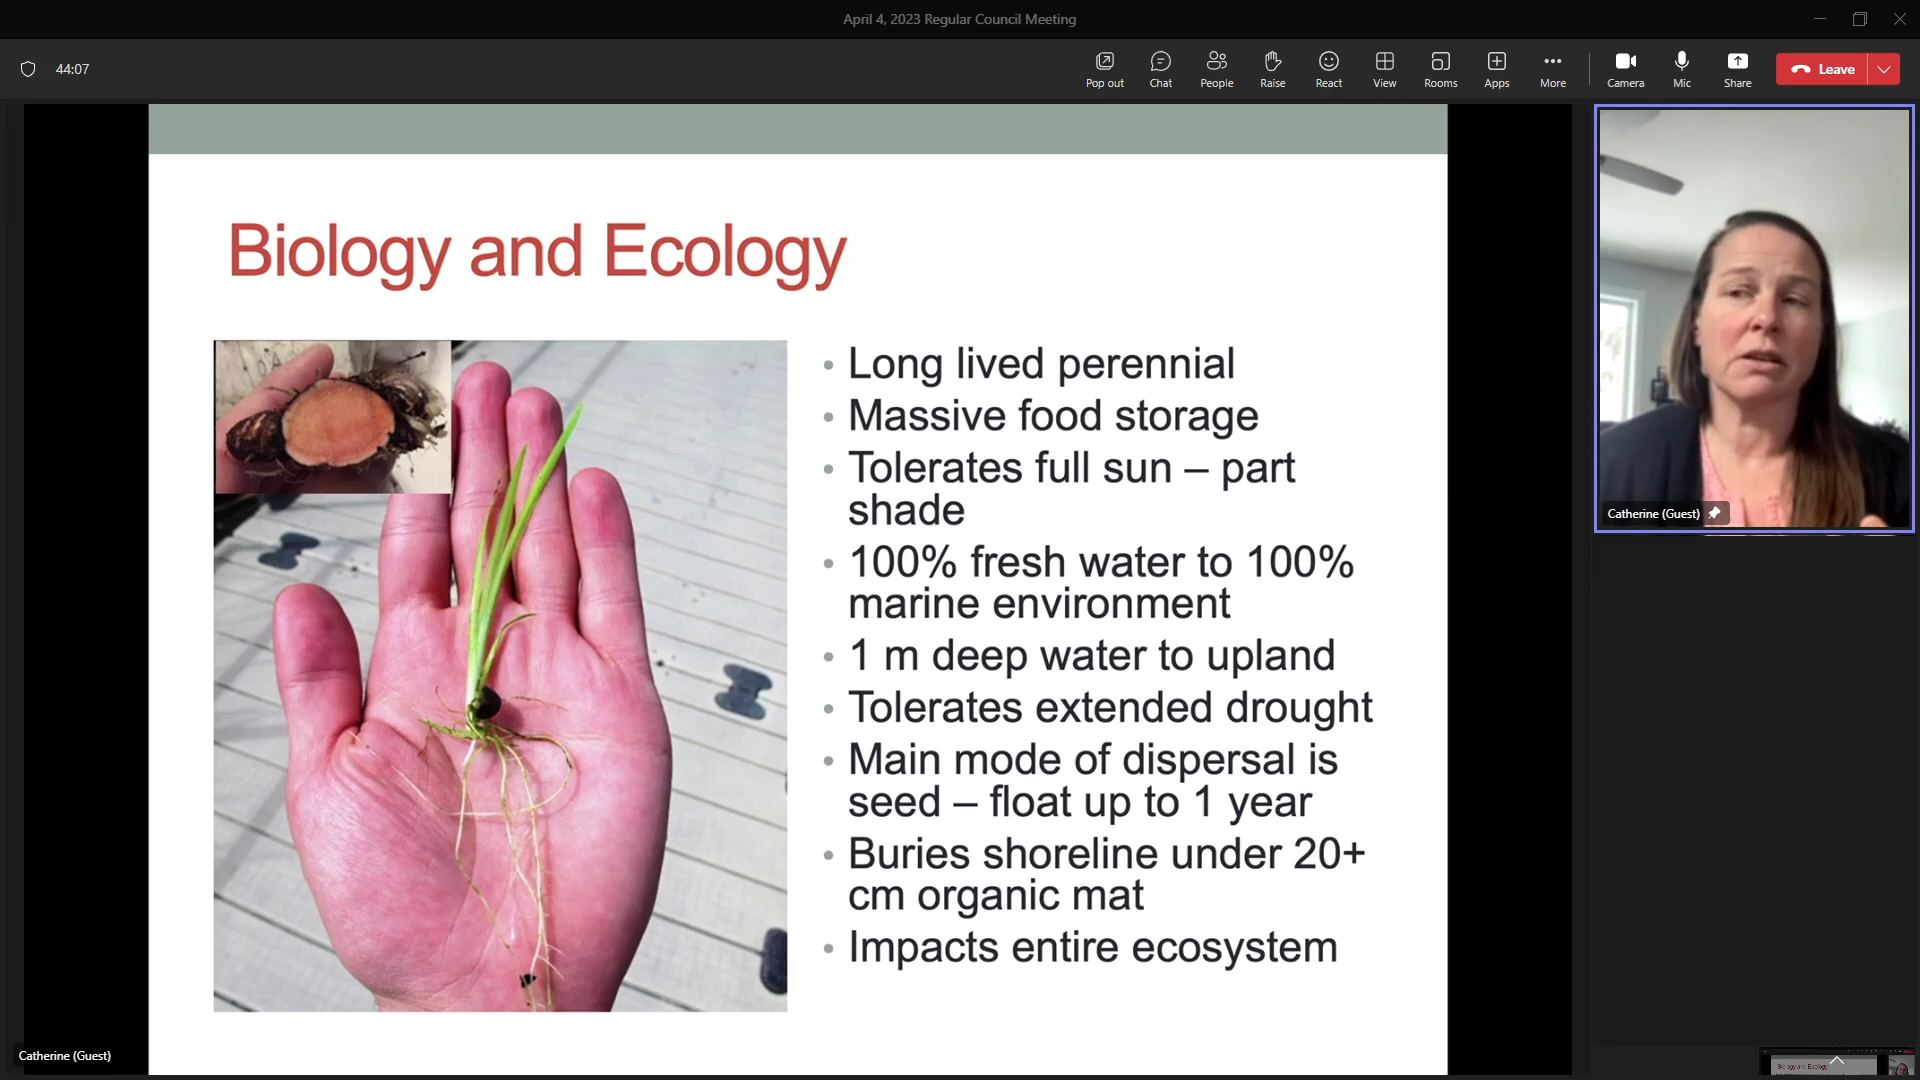 April 4, 2023 Regular Council Meeting
44:07
Pop out
Chat
People
Raise
React
View
Rooms
Apps
More
Camera
Mic
Share
Leave
Biology and Ecology
• Long lived perennial
• Massive food storage
• Tolerates full sun – part
shade
• 100% fresh water to 100%
marine environment
• 1 m deep water to upland
• Tolerates extended drought
• Main mode of dispersal is
seed – float up to 1 year
• Buries shoreline under 20+
cm organic mat
• Impacts entire ecosystem
Catherine (Guest)
Catherine (Guest)
Biology and Ecology